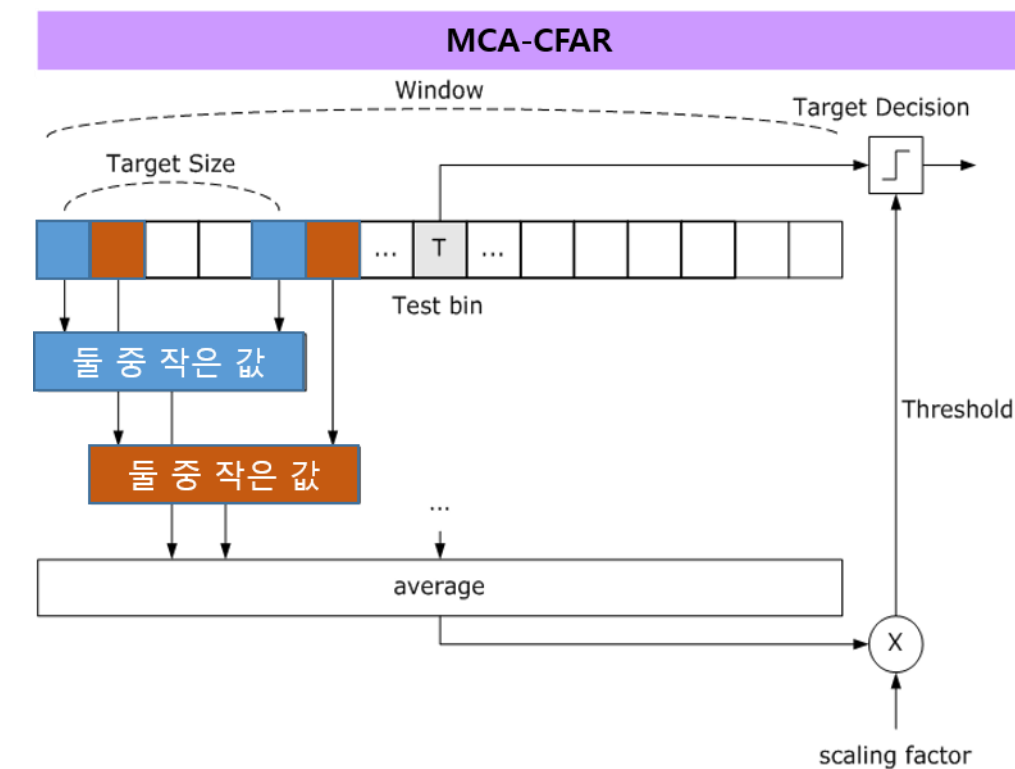 MCA-CFAR
Window
Target Decision
Target Size
... T ...
Test bin
둘 중 작은 값
Threshold
둘 중 작은 값
...
average
X
scaling factor